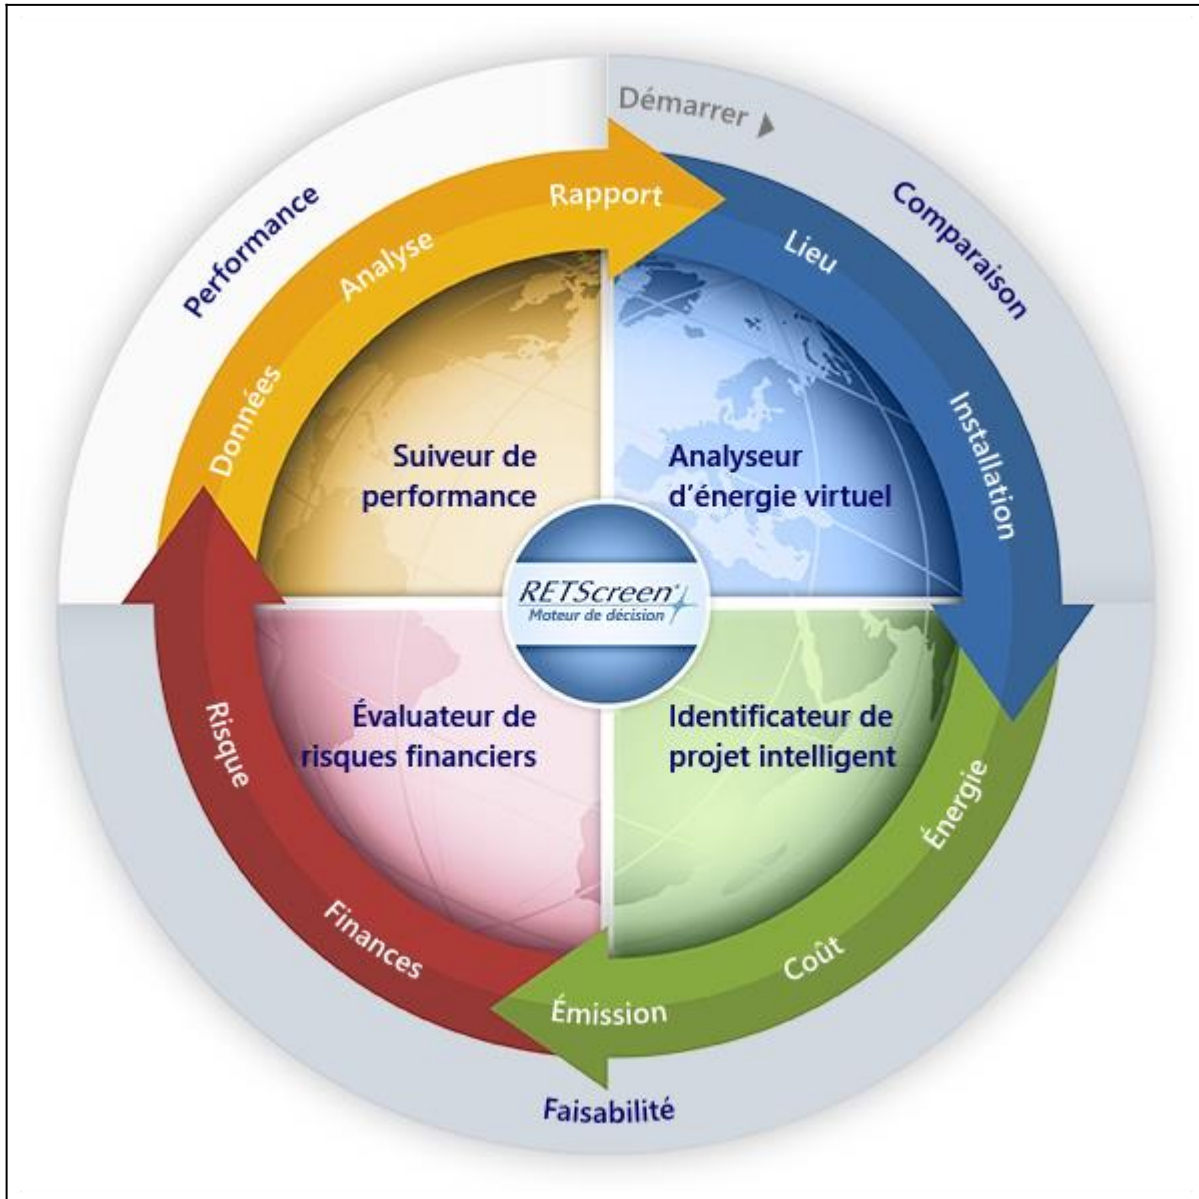 Démarrer
Comparaison
Lieu
Installation
Analyseur
d'énergie virtuel
Énergie
Coût
Émission
Identificateur de
projet intelligent
Faisabilité
Finances
Risque
Évaluateur de
risques financiers
Performance
Données
Analyse
Rapport
Suiveur de
performance
RETScreen
Moteur de décision